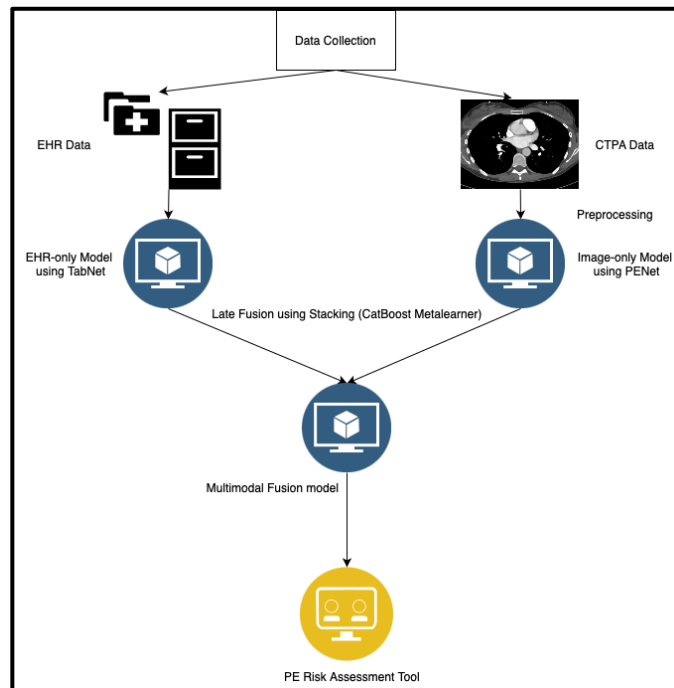 Data Collection
EHR Data
CTPA Data
Preprocessing
EHR-only Model
using TabNet
Image-only Model
using PENet
Late Fusion using Stacking (CatBoost Metalearner)
Multimodal Fusion model
PE Risk Assessment Tool